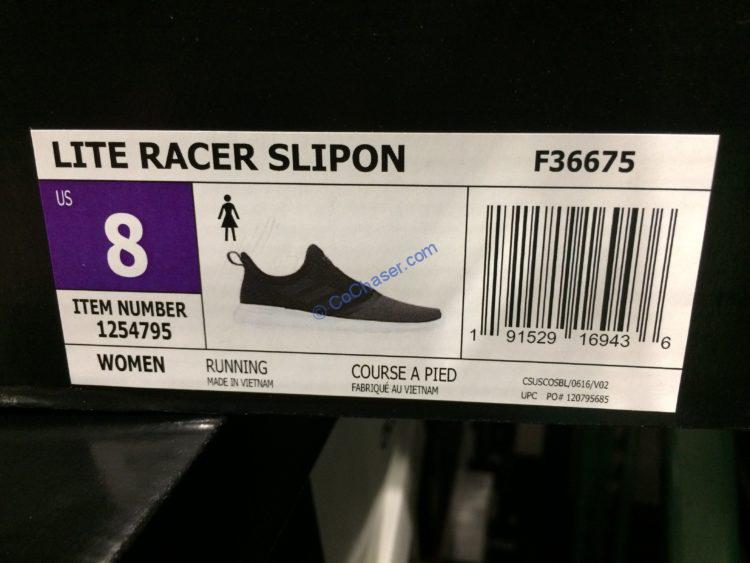 LITE RACER SLIPON F36675
US
8
ITEM NUMBER
1254795
© CoChaser.com
1 91529 16943 6
WOMEN
RUNNING
MADE IN VIETNAM
COURSE A PIED
FABRIQUÉ AU VIETNAM
CSUSCOSBL/0616/V02
UPC PO# 120795685